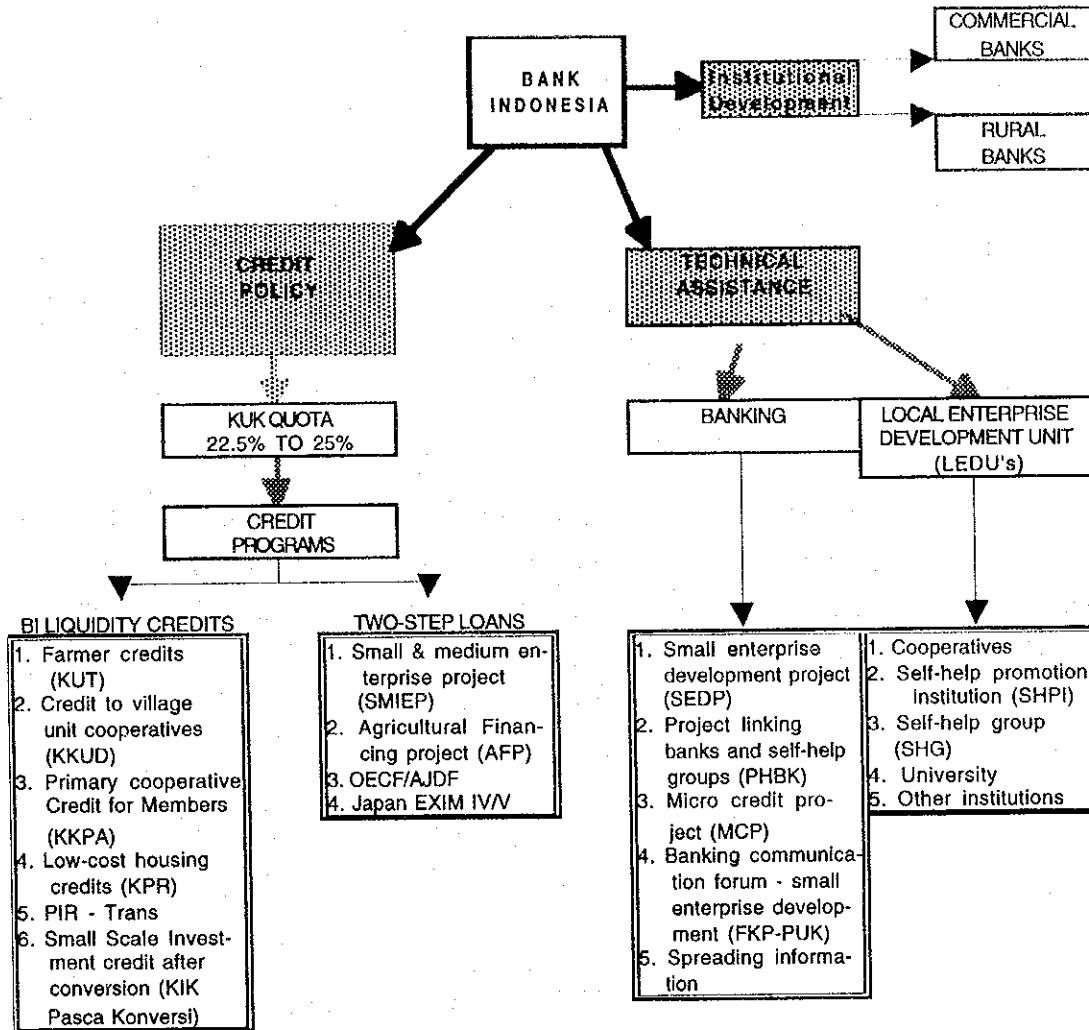 COMMERCIAL
BANKS
BANK
INDONESIA
Institutional
Development
RURAL
BANKS
CREDIT
POLICY
TECHNICAL
ASSISTANCE
KUK QUOTA
22.5% TO 25%
BANKING
LOCAL ENTERPRISE
DEVELOPMENT UNIT
(LEDU's)
CREDIT
PROGRAMS
BI LIQUIDITY CREDITS
1. Farmer credits
(KUT)
2. Credit to village
unit cooperatives
(KKUD)
3. Primary cooperative
Credit for Members
(KKPA)
4. Low-cost housing
credits (KPR)
5. PIR - Trans
6. Small Scale Invest-
ment credit after
conversion (KIK
Pasca Konversi)
TWO-STEP LOANS
1. Small & medium en-
terprise project
(SMIEP)
2. Agricultural Finan-
cing project (AFP)
3. OECF/AJDF
4. Japan EXIM IV/V
1. Small enterprise
development project
(SEDP)
2. Project linking
banks and self-help
groups (PHBK)
3. Micro credit pro-
ject (MCP)
4. Banking communica-
tion forum - small
enterprise develop-
ment (FKP-PUK)
5. Spreading informa-
tion
1. Cooperatives
2. Self-help promotion
institution (SHPI)
3. Self-help group
(SHG)
4. University
5. Other institutions